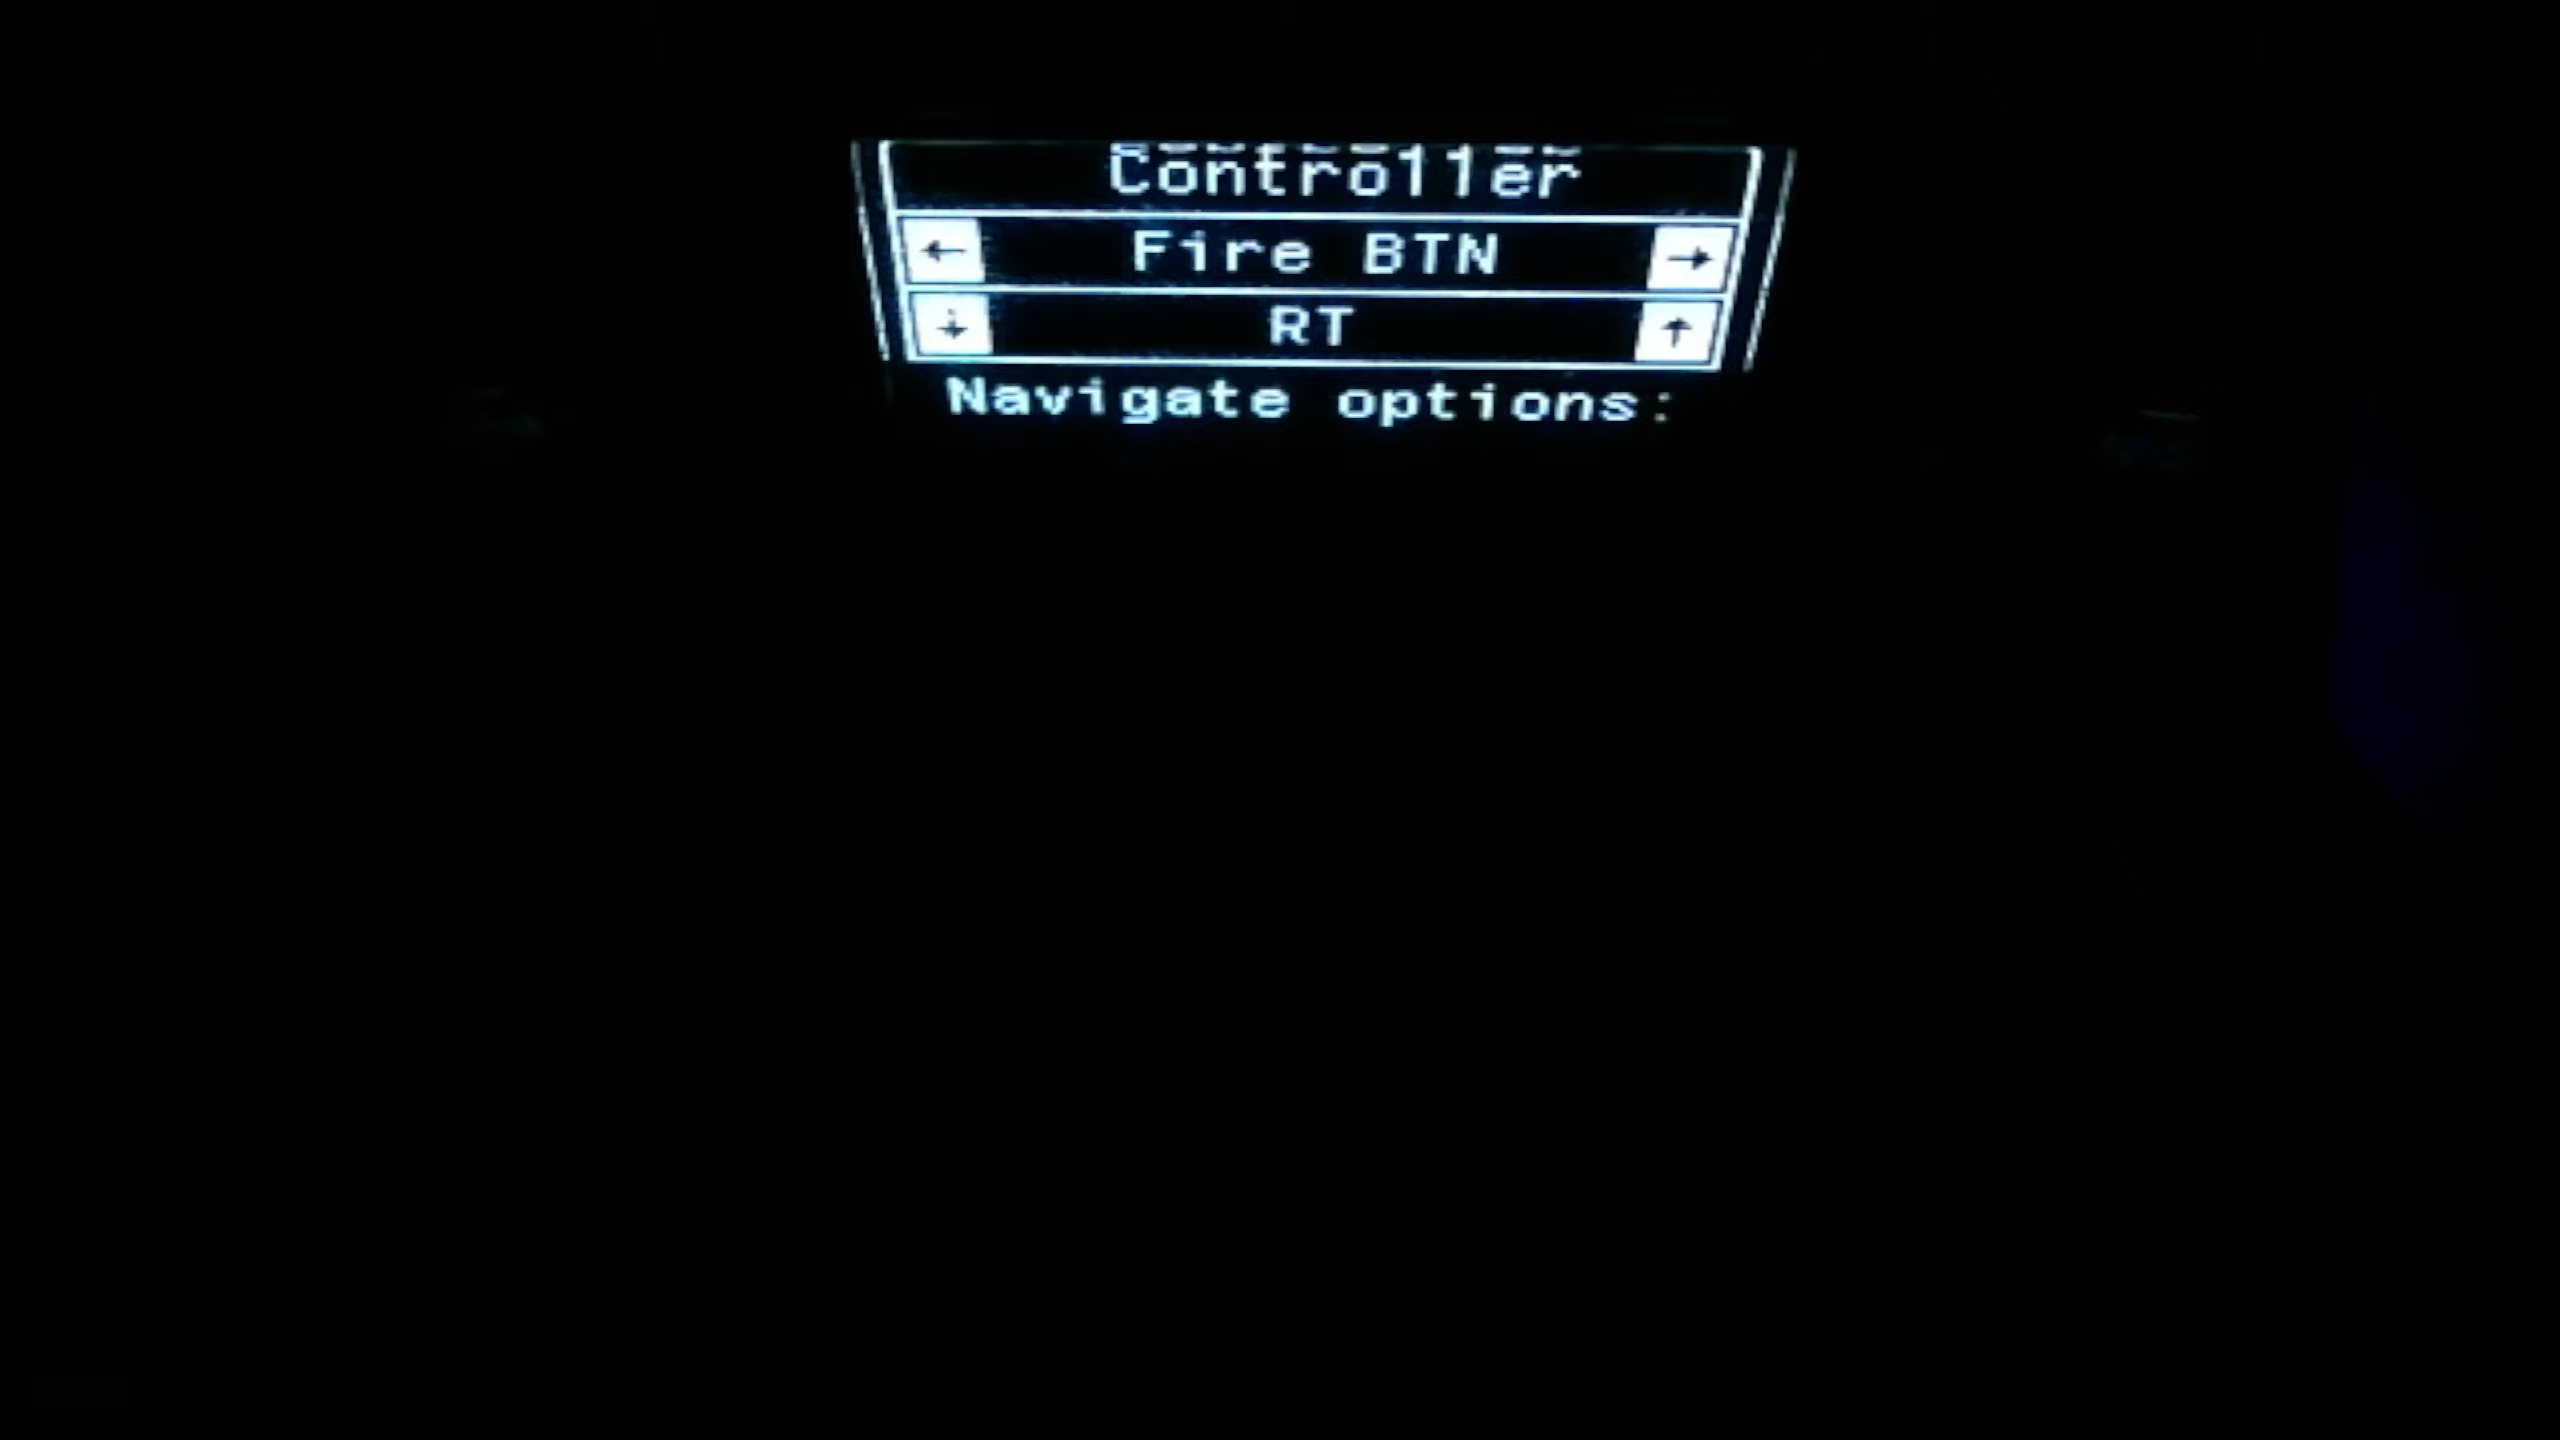 Controller
← Fire BTN →
↓ RT ↑
Navigate options: